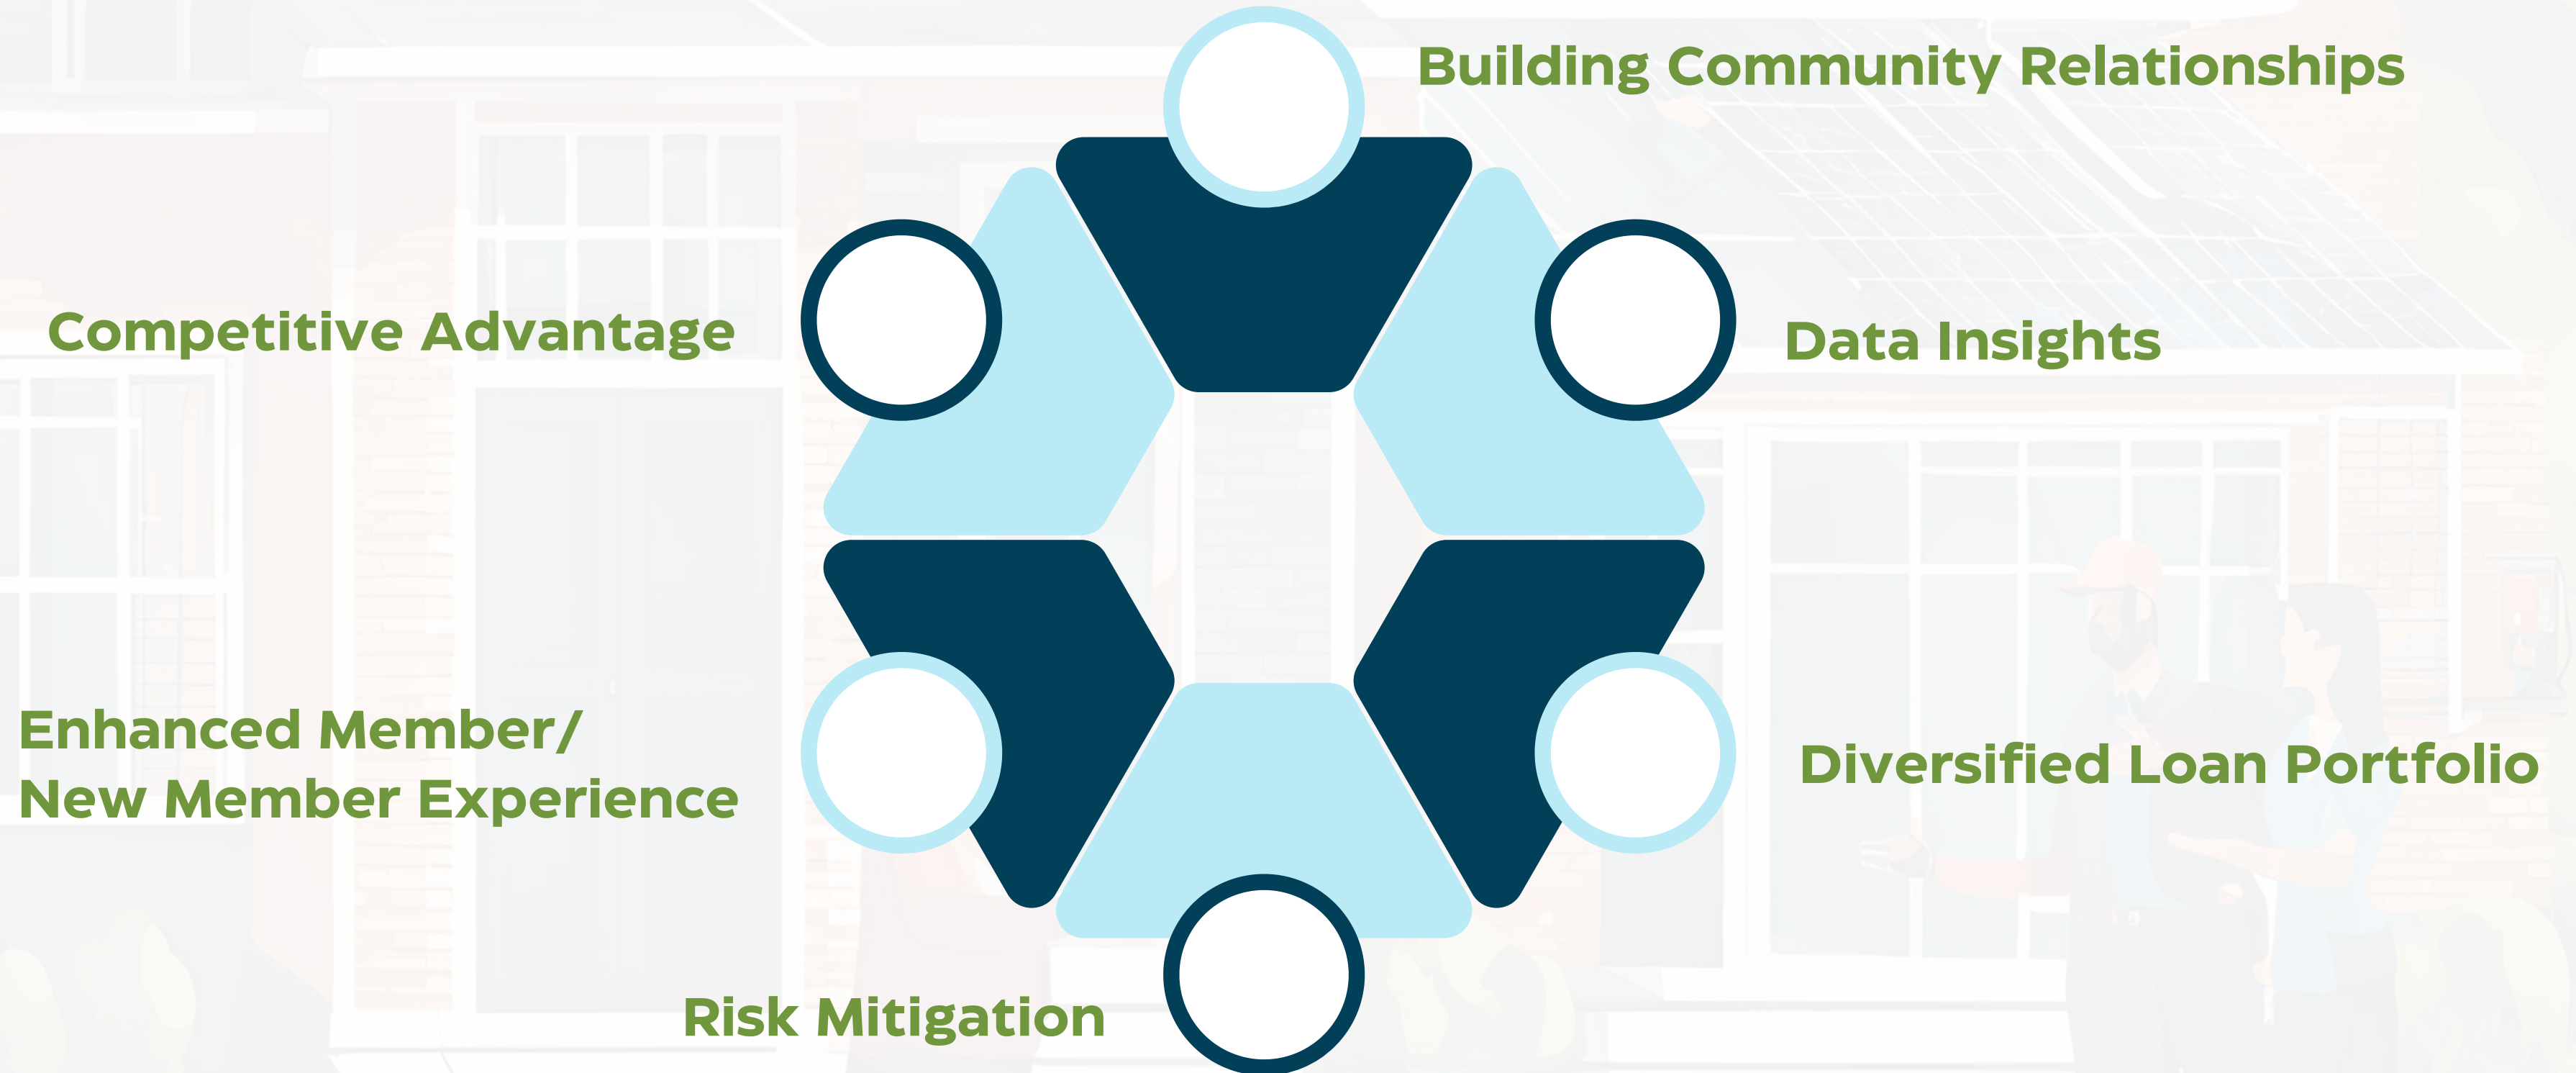 Building Community Relationships
Competitive Advantage
Data Insights
Enhanced Member/
New Member Experience
Diversified Loan Portfolio
Risk Mitigation